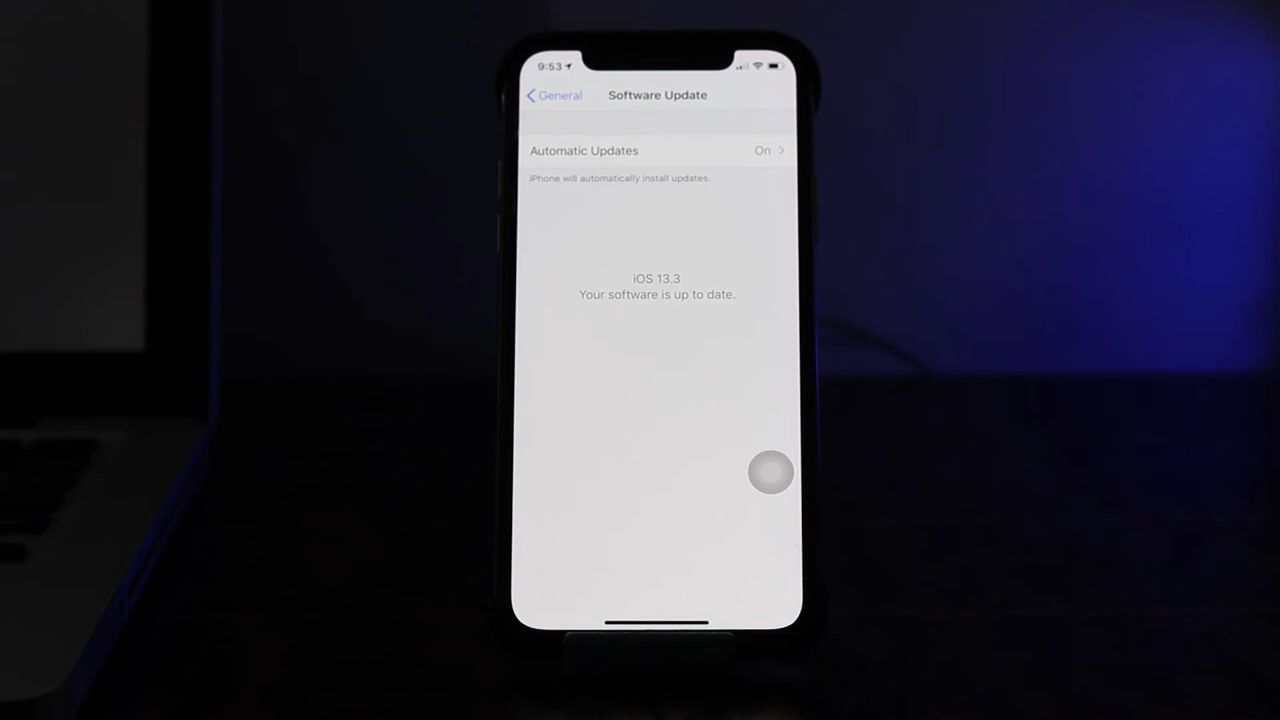 9:53
General
Software Update
Automatic Updates
On
iPhone will automatically install updates.
iOS 13.3
Your software is up to date.